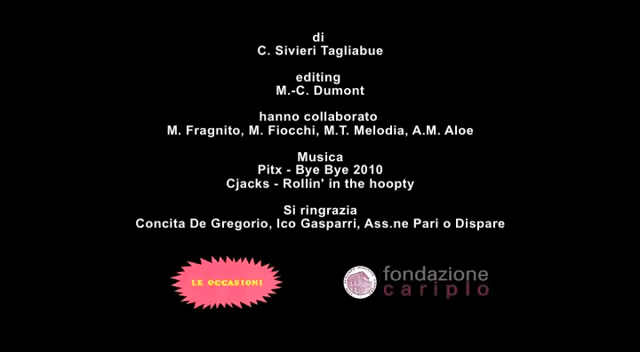 di
C. Sivieri Tagliabue
editing
M.-C. Dumont
hanno collaborato
M. Fragnito, M. Fiocchi, M.T. Melodia, A.M. Aloe
Musica
Pitx - Bye Bye 2010
Cjacks - Rollin' in the hoopty
Si ringrazia
Concita De Gregorio, Ico Gasparri, Ass.ne Pari o Dispare
LE OCCASIONI
fondazione
cariplo